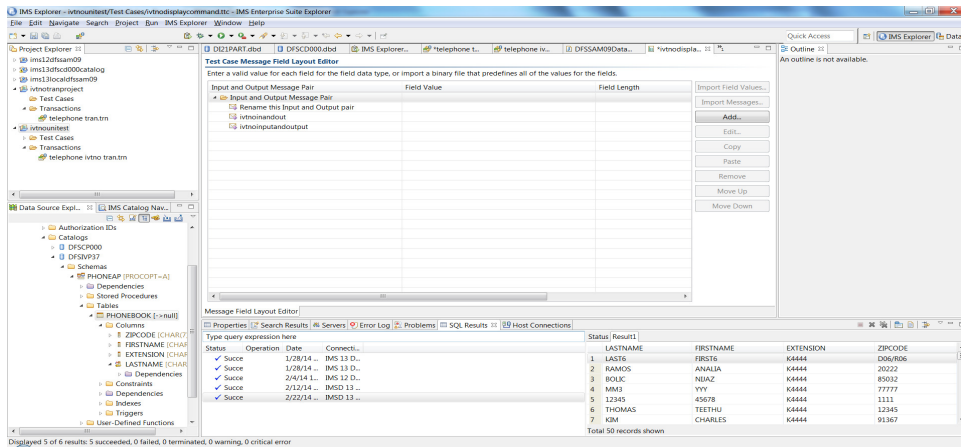 IMS Explorer - ivtnounitest/Test Cases/ivtnodisplaycommand.ttc - IMS Enterprise Suite Explorer
File Edit Navigate Search Project Run IMS Explorer Window Help
Quick Access
IMS Explorer
Data
Project Explorer
ims12dfssam09
ims13dfscd000catalog
ims13localdfssam09
ivtnotranproject
Test Cases
Transactions
telephone tran.trn
ivtnounitest
Test Cases
Transactions
telephone ivtno tran.trn
DI21PART.dbd
DFSCD000.dbd
IMS Explorer...
*telephone t...
telephone iv...
DFSSAM09Data...
*ivtnodispla...
Test Case Message Field Layout Editor
Enter a valid value for each field for the field data type, or import a binary file that predefines all of the values for the fields.
Input and Output Message Pair
Field Value
Field Length
Input and Output Message Pair
Rename this Input and Output pair
ivtnoinandout
ivtnoinputandoutput
Import Field Values...
Import Messages...
Add...
Edit...
Copy
Paste
Remove
Move Up
Move Down
Message Field Layout Editor
Outline
An outline is not available.
Data Source Expl...
IMS Catalog Nav...
Authorization IDs
Catalogs
DFSCP000
DFSIVP37
Schemas
PHONEAP [PROCOPT=A]
Dependencies
Stored Procedures
Tables
PHONEBOOK [->null]
Columns
ZIPCODE [CHAR(7)
FIRSTNAME [CHAR
EXTENSION [CHAR
LASTNAME [CHAR
Dependencies
Constraints
Dependencies
Indexes
Triggers
User-Defined Functions
Properties
Search Results
Servers
Error Log
Problems
SQL Results
Host Connections
Type query expression here
Status Operation Date Connecti...
Succe 1/28/14 ... IMS 13 D...
Succe 1/28/14 ... IMS 13 D...
Succe 2/4/14 1... IMS 12 D...
Succe 2/12/14 ... IMSD 13 ...
Succe 2/22/14 ... IMSD 13 ...
Status Result1
LASTNAME FIRSTNAME EXTENSION ZIPCODE
1 LAST6 FIRST6 K4444 D06/R06
2 RAMOS ANALIA K4444 20222
3 BOLIC NIJAZ K4444 85032
4 MM3 YYY K4444 77777
5 12345 45678 K4444 1111
6 THOMAS TEETHU K4444 12345
7 KIM CHARLES K4444 91367
Total 50 records shown
Displayed 5 of 6 results: 5 succeeded, 0 failed, 0 terminated, 0 warning, 0 critical error